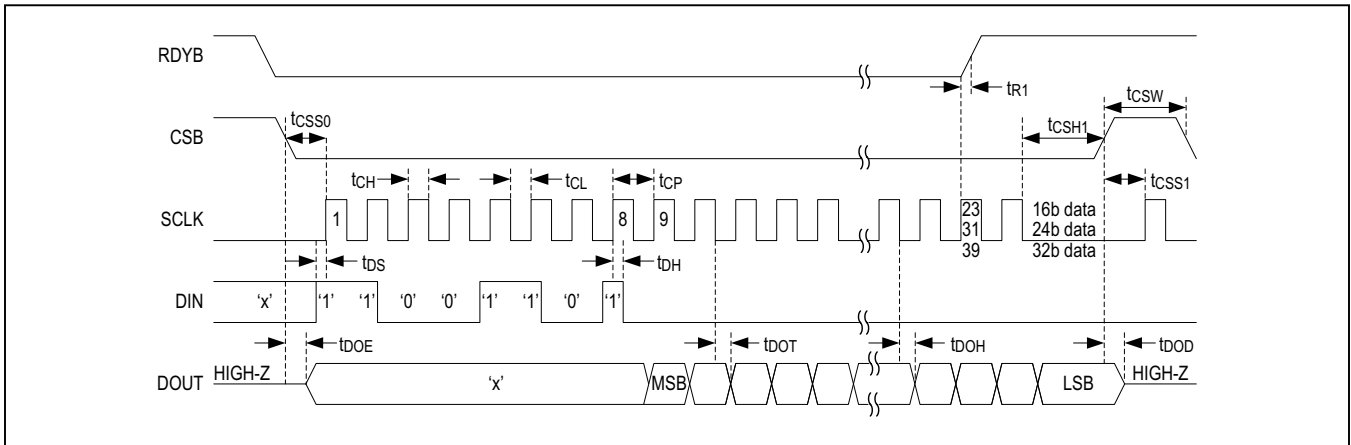 RDYB
tR1
tCSW
tCSS0
CSB
tCSH1
tCH
tCL
tCP
tCSS1
SCLK
1
8
9
23
16b data
31
24b data
39
32b data
tDS
tDH
DIN
‘x’
‘1’
‘1’
‘0’
‘0’
‘1’
‘1’
‘0’
‘1’
tDOE
tDOT
tDOH
tDOD
DOUT
HIGH-Z
‘x’
MSB
LSB
HIGH-Z